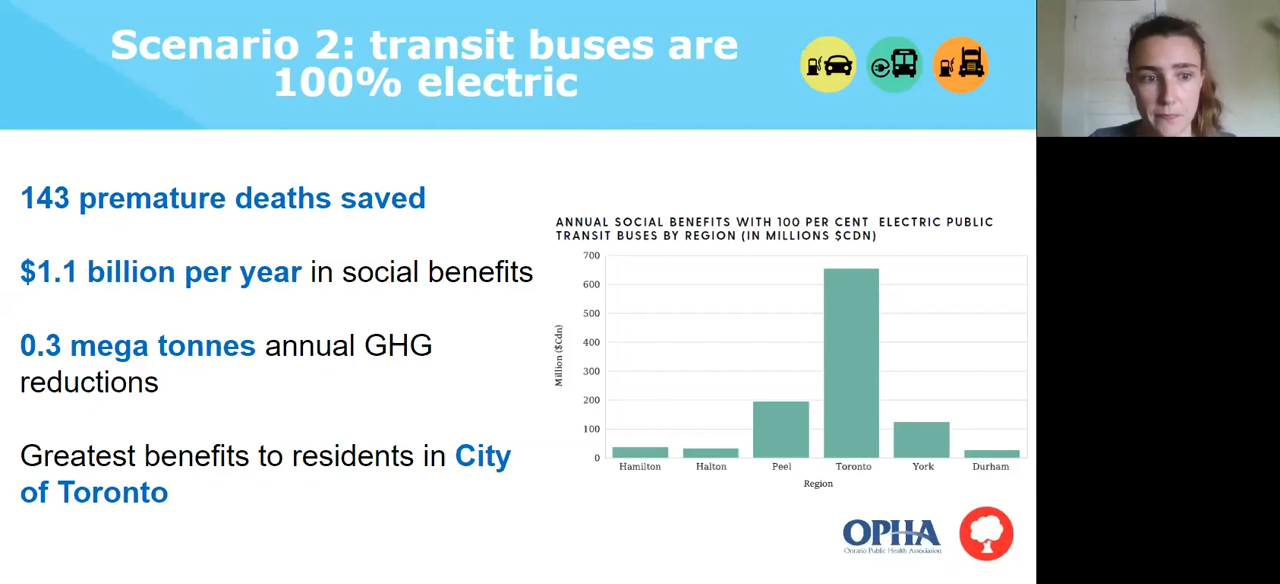 Scenario 2: transit buses are
100% electric
143 premature deaths saved
$1.1 billion per year in social benefits
0.3 mega tonnes annual GHG
reductions
Greatest benefits to residents in City
of Toronto
ANNUAL SOCIAL BENEFITS WITH 100 PER CENT ELECTRIC PUBLIC
TRANSIT BUSES BY REGION (IN MILLIONS $CDN)
700
600
500
400
300
200
100
0
Million ($Cdn)
Hamilton Halton Peel Toronto York Durham
Region
OPHA
Ontario Public Health Association